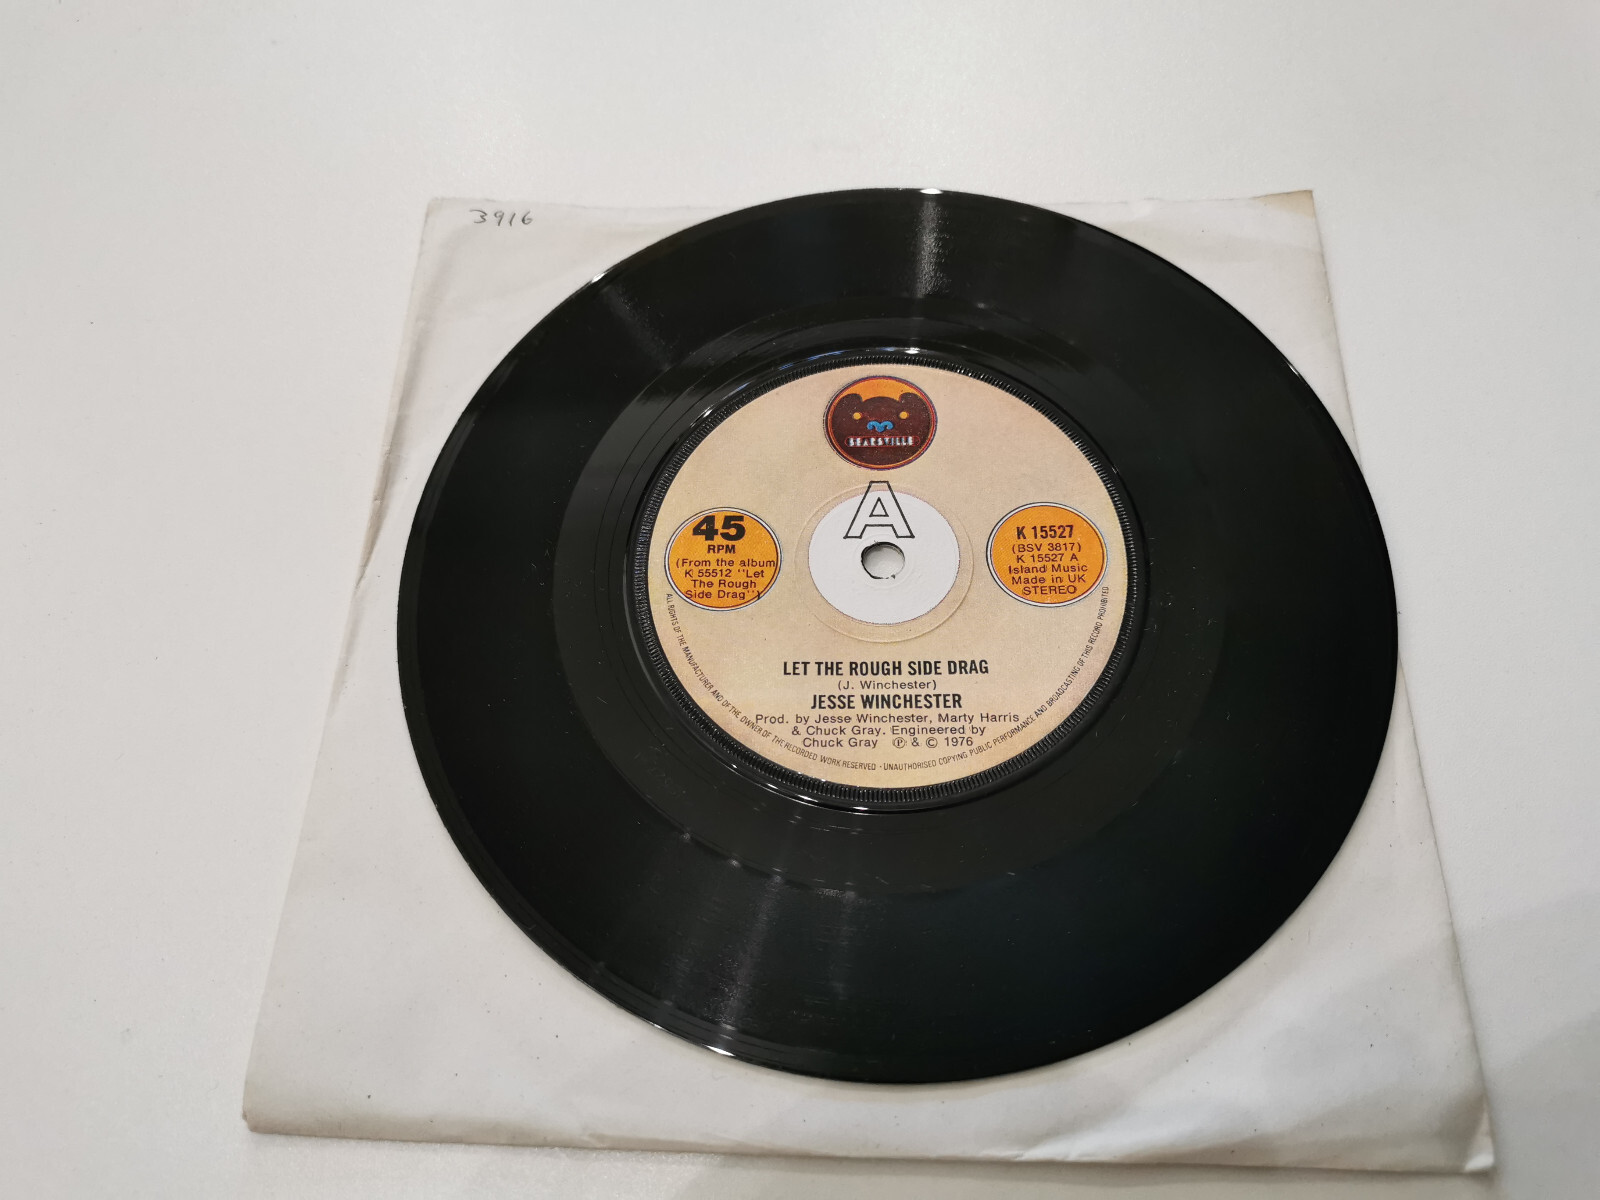 3916
BEARSVILLE
A
45
RPM
(From the album
K 55512 "Let
The Rough
Side Drag")
K 15527
(BSV 3817)
K 15527 A
Island Music
Made in UK
STEREO
LET THE ROUGH SIDE DRAG
(J. Winchester)
JESSE WINCHESTER
Prod. by Jesse Winchester, Marty Harris
& Chuck Gray. Engineered by
Chuck Gray ℗ & © 1976
ALL RIGHTS OF THE MANUFACTURER AND OF THE OWNER OF THE RECORDED WORK RESERVED · UNAUTHORISED COPYING PUBLIC PERFORMANCE AND BROADCASTING OF THIS RECORD PROHIBITED